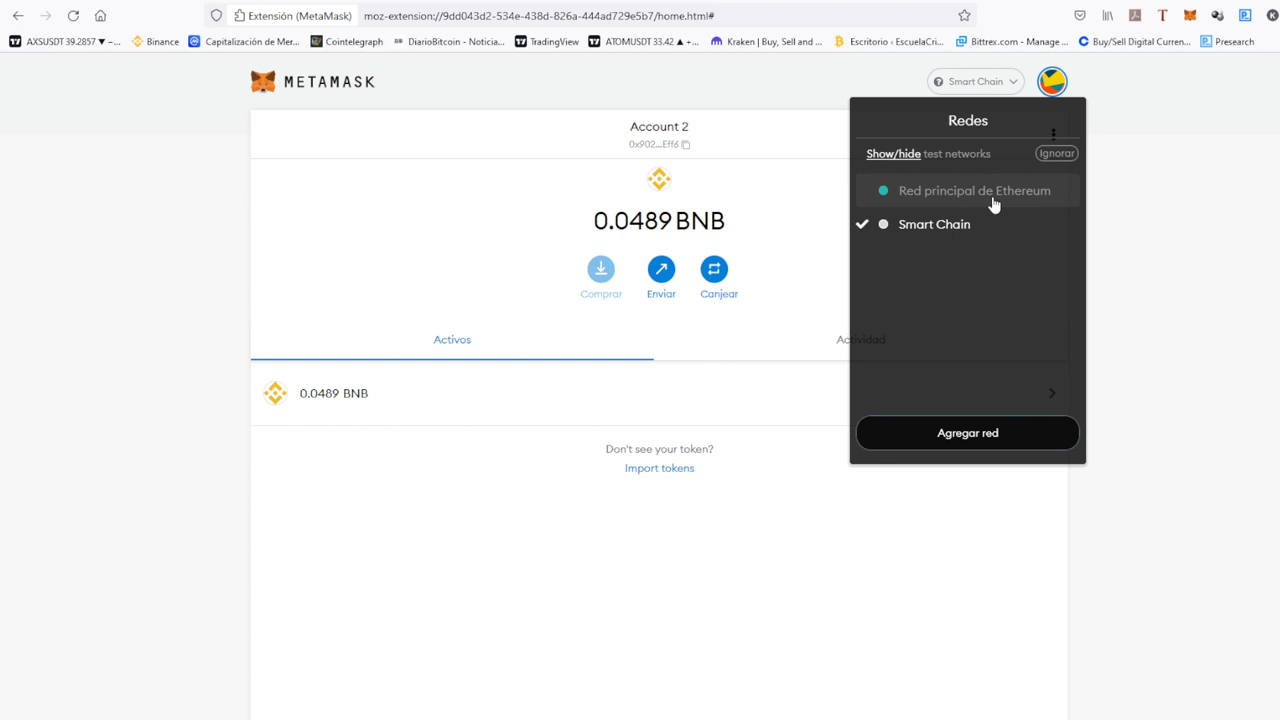 Extensión (MetaMask) moz-extension://9dd043d2-534e-438d-826a-444ad729e5b7/home.html#
AXSUSDT 39.2857 ▼ −... Binance Capitalización de Mer... Cointelegraph DiarioBitcoin - Noticia... TradingView ATOMUSDT 33.42 ▲ +... Kraken | Buy, Sell and ... Escritorio ‹ EscuelaCri... Bittrex.com - Manage ... Buy/Sell Digital Curren... Presearch
METAMASK
Smart Chain
Account 2
0x902...Eff6
Redes
Show/hide test networks Ignorar
Red principal de Ethereum
Smart Chain
0.0489 BNB
Comprar Enviar Canjear
Activos Actividad
0.0489 BNB
Agregar red
Don't see your token?
Import tokens